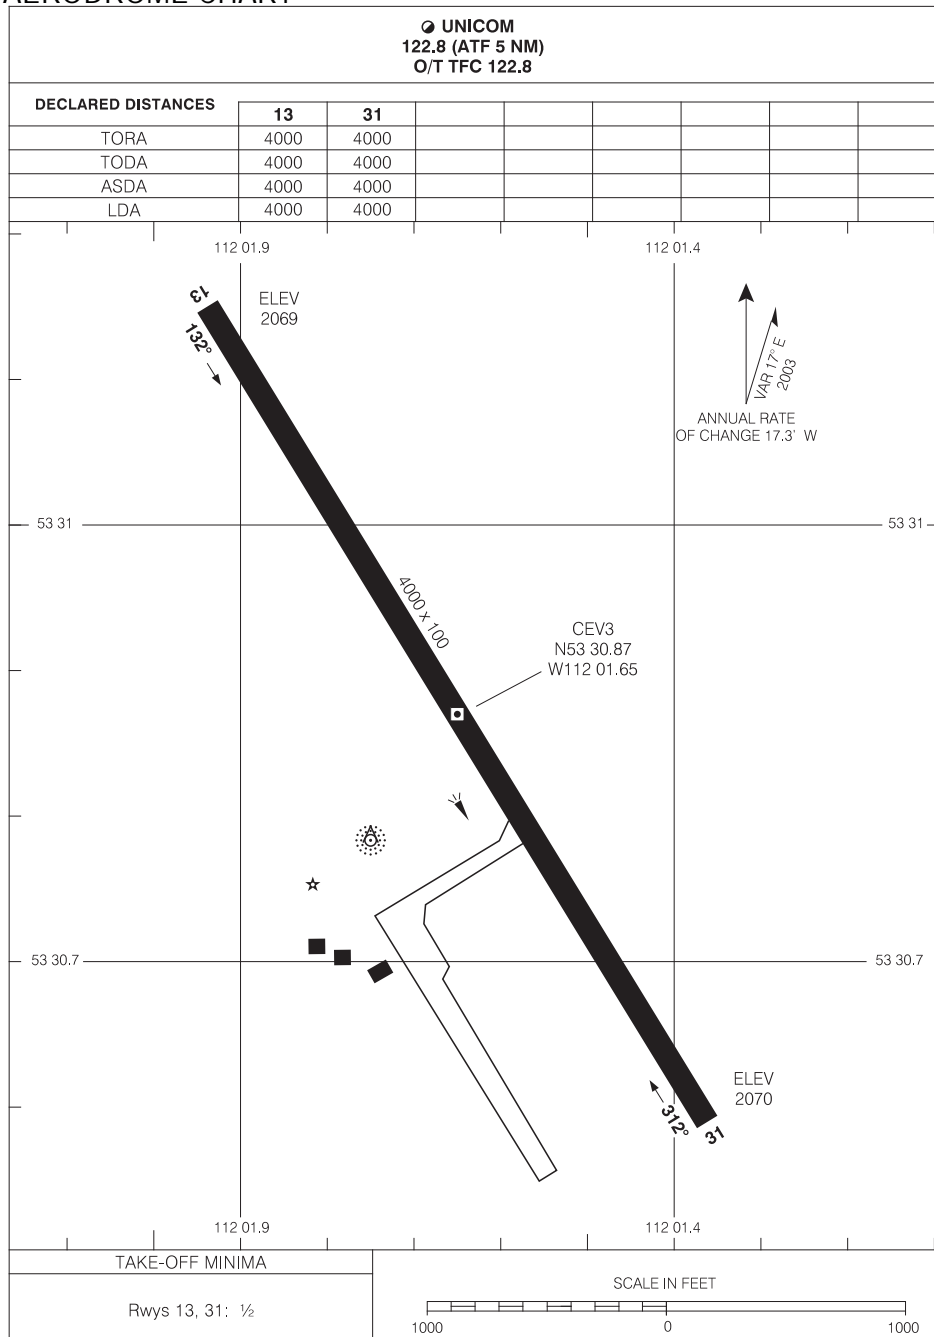 AERODROME CHART
UNICOM
122.8 (ATF 5 NM)
O/T TFC 122.8
DECLARED DISTANCES 13 31
TORA 4000 4000
TODA 4000 4000
ASDA 4000 4000
LDA 4000 4000
112 01.9 112 01.4
13
132°
ELEV
2069
VAR 17° E
2003
ANNUAL RATE
OF CHANGE 17.3' W
53 31 53 31
4000 x 100
CEV3
N53 30.87
W112 01.65
A
53 30.7 53 30.7
ELEV
2070
312°
31
112 01.9 112 01.4
TAKE-OFF MINIMA
Rwys 13, 31: ½
SCALE IN FEET
1000 0 1000